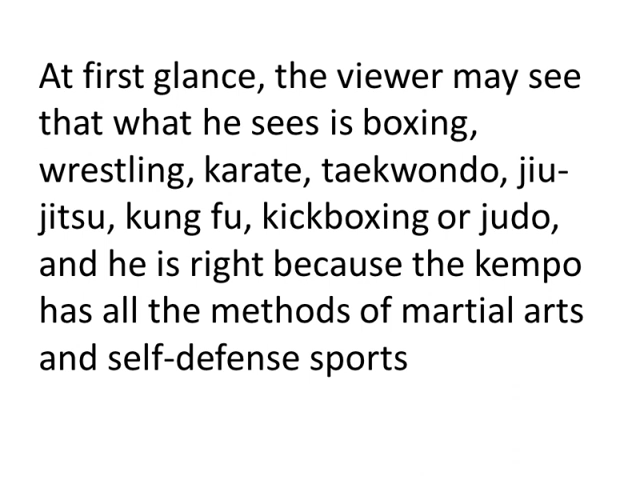 At first glance, the viewer may see
that what he sees is boxing,
wrestling, karate, taekwondo, jiu-
jitsu, kung fu, kickboxing or judo,
and he is right because the kempo
has all the methods of martial arts
and self-defense sports